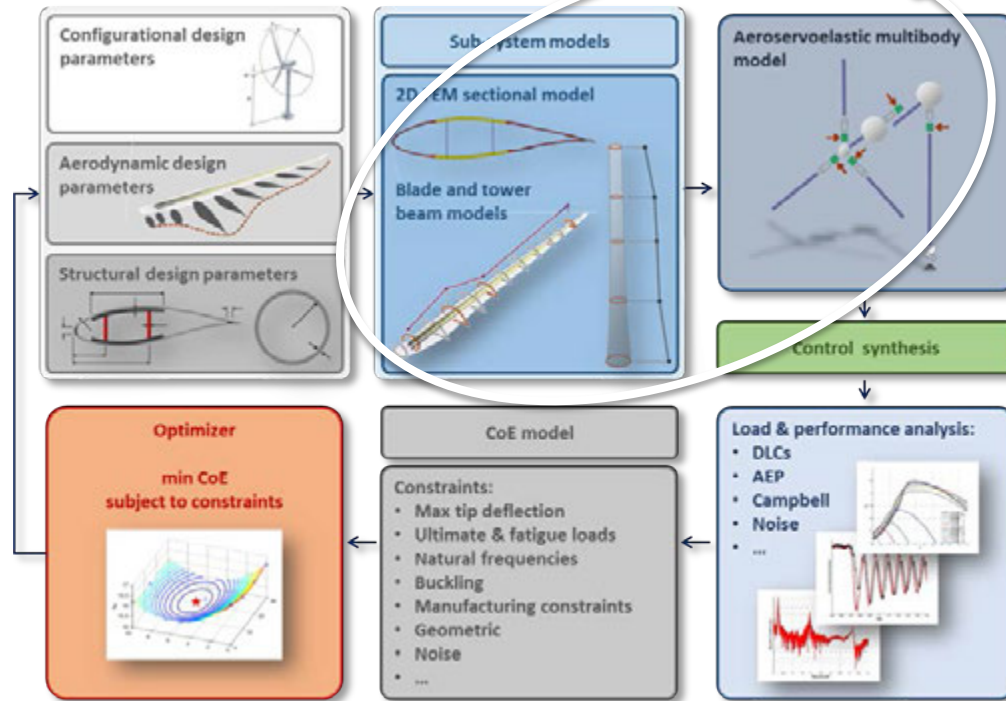 Configurational design
parameters
Aerodynamic design
parameters
Structural design parameters
Sub-system models
2D FEM sectional model
Blade and tower
beam models
Aeroservoelastic multibody
model
Control synthesis
Load & performance analysis:
• DLCs
• AEP
• Campbell
• Noise
• ...
CoE model
Constraints:
• Max tip deflection
• Ultimate & fatigue loads
• Natural frequencies
• Buckling
• Manufacturing constraints
• Geometric
• Noise
• ...
Optimizer
min CoE
subject to constraints